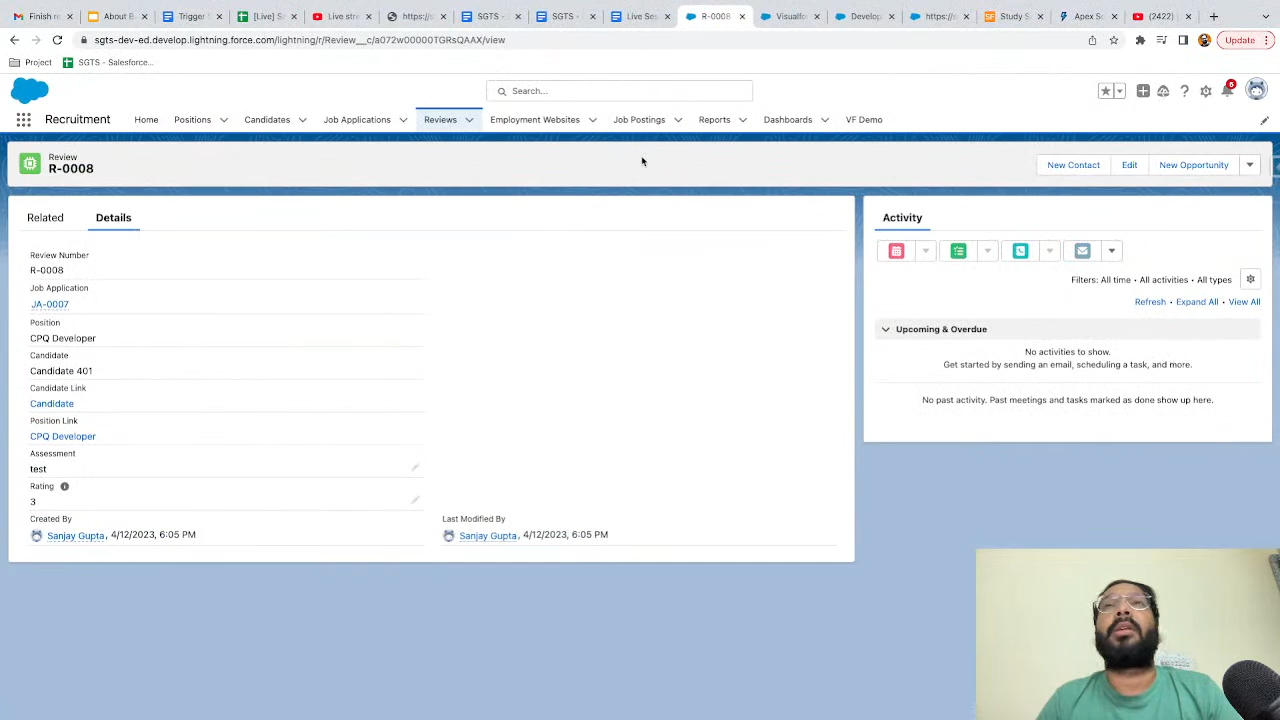 Finish re
About B
Trigger
[Live] S
Live stre
https://s
SGTS -
SGTS -
Live Ses
R-0008
Visualfo
Develop
https://s
Study S
Apex Sc
(2422)
sgts-dev-ed.develop.lightning.force.com/lightning/r/Review__c/a072w00000TGRsQAAX/view
Update
Project
SGTS - Salesforce...
Search...
6
Recruitment
Home
Positions
Candidates
Job Applications
Reviews
Employment Websites
Job Postings
Reports
Dashboards
VF Demo
Review
R-0008
New Contact
Edit
New Opportunity
Related
Details
Review Number
R-0008
Job Application
JA-0007
Position
CPQ Developer
Candidate
Candidate 401
Candidate Link
Candidate
Position Link
CPQ Developer
Assessment
test
Rating
3
Created By
Sanjay Gupta, 4/12/2023, 6:05 PM
Last Modified By
Sanjay Gupta, 4/12/2023, 6:05 PM
Activity
Filters: All time • All activities • All types
Refresh • Expand All • View All
Upcoming & Overdue
No activities to show.
Get started by sending an email, scheduling a task, and more.
No past activity. Past meetings and tasks marked as done show up here.